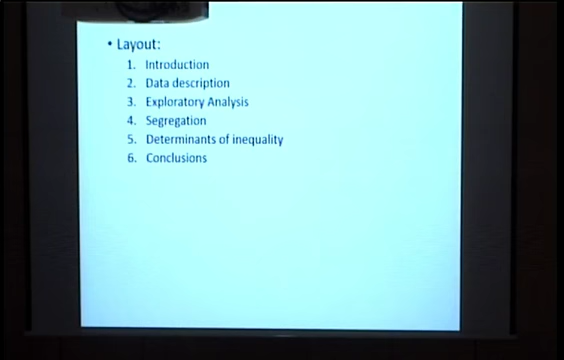 • Layout:
1. Introduction
2. Data description
3. Exploratory Analysis
4. Segregation
5. Determinants of inequality
6. Conclusions